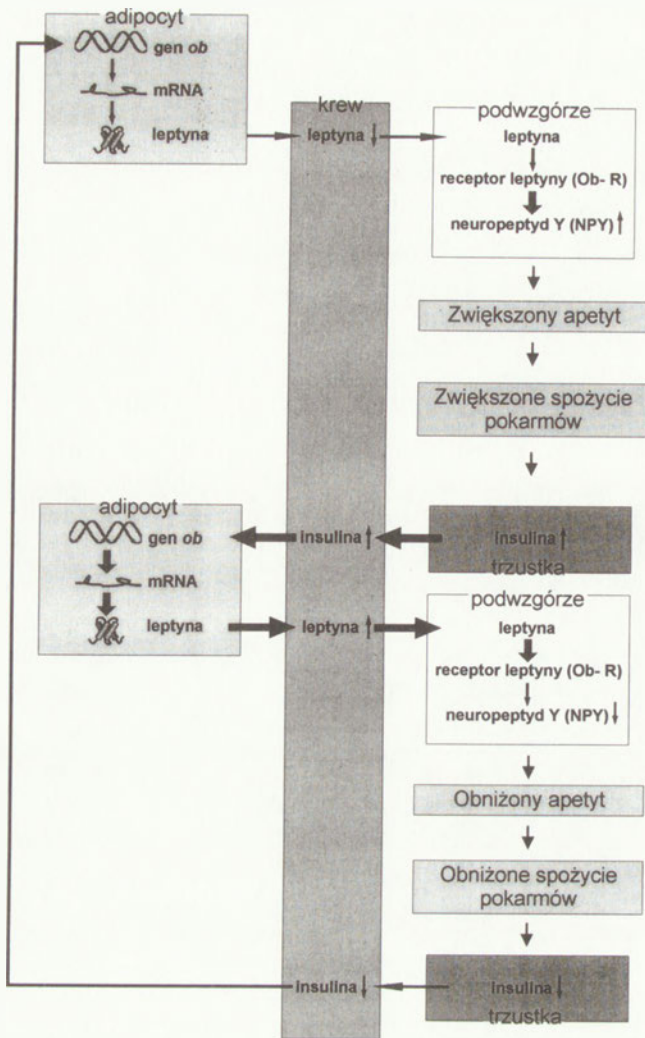 adipocyt
gen ob
mRNA
leptyna
krew
leptyna ↓
podwzgórze
leptyna
receptor leptyny (Ob- R)
neuropeptyd Y (NPY) ↑
Zwiększony apetyt
Zwiększone spożycie
pokarmów
adipocyt
gen ob
mRNA
leptyna
insulina ↑
leptyna ↑
insulina ↑
trzustka
podwzgórze
leptyna
receptor leptyny (Ob- R)
neuropeptyd Y (NPY) ↓
Obniżony apetyt
Obniżone spożycie
pokarmów
insulina ↓
insulina ↓
trzustka